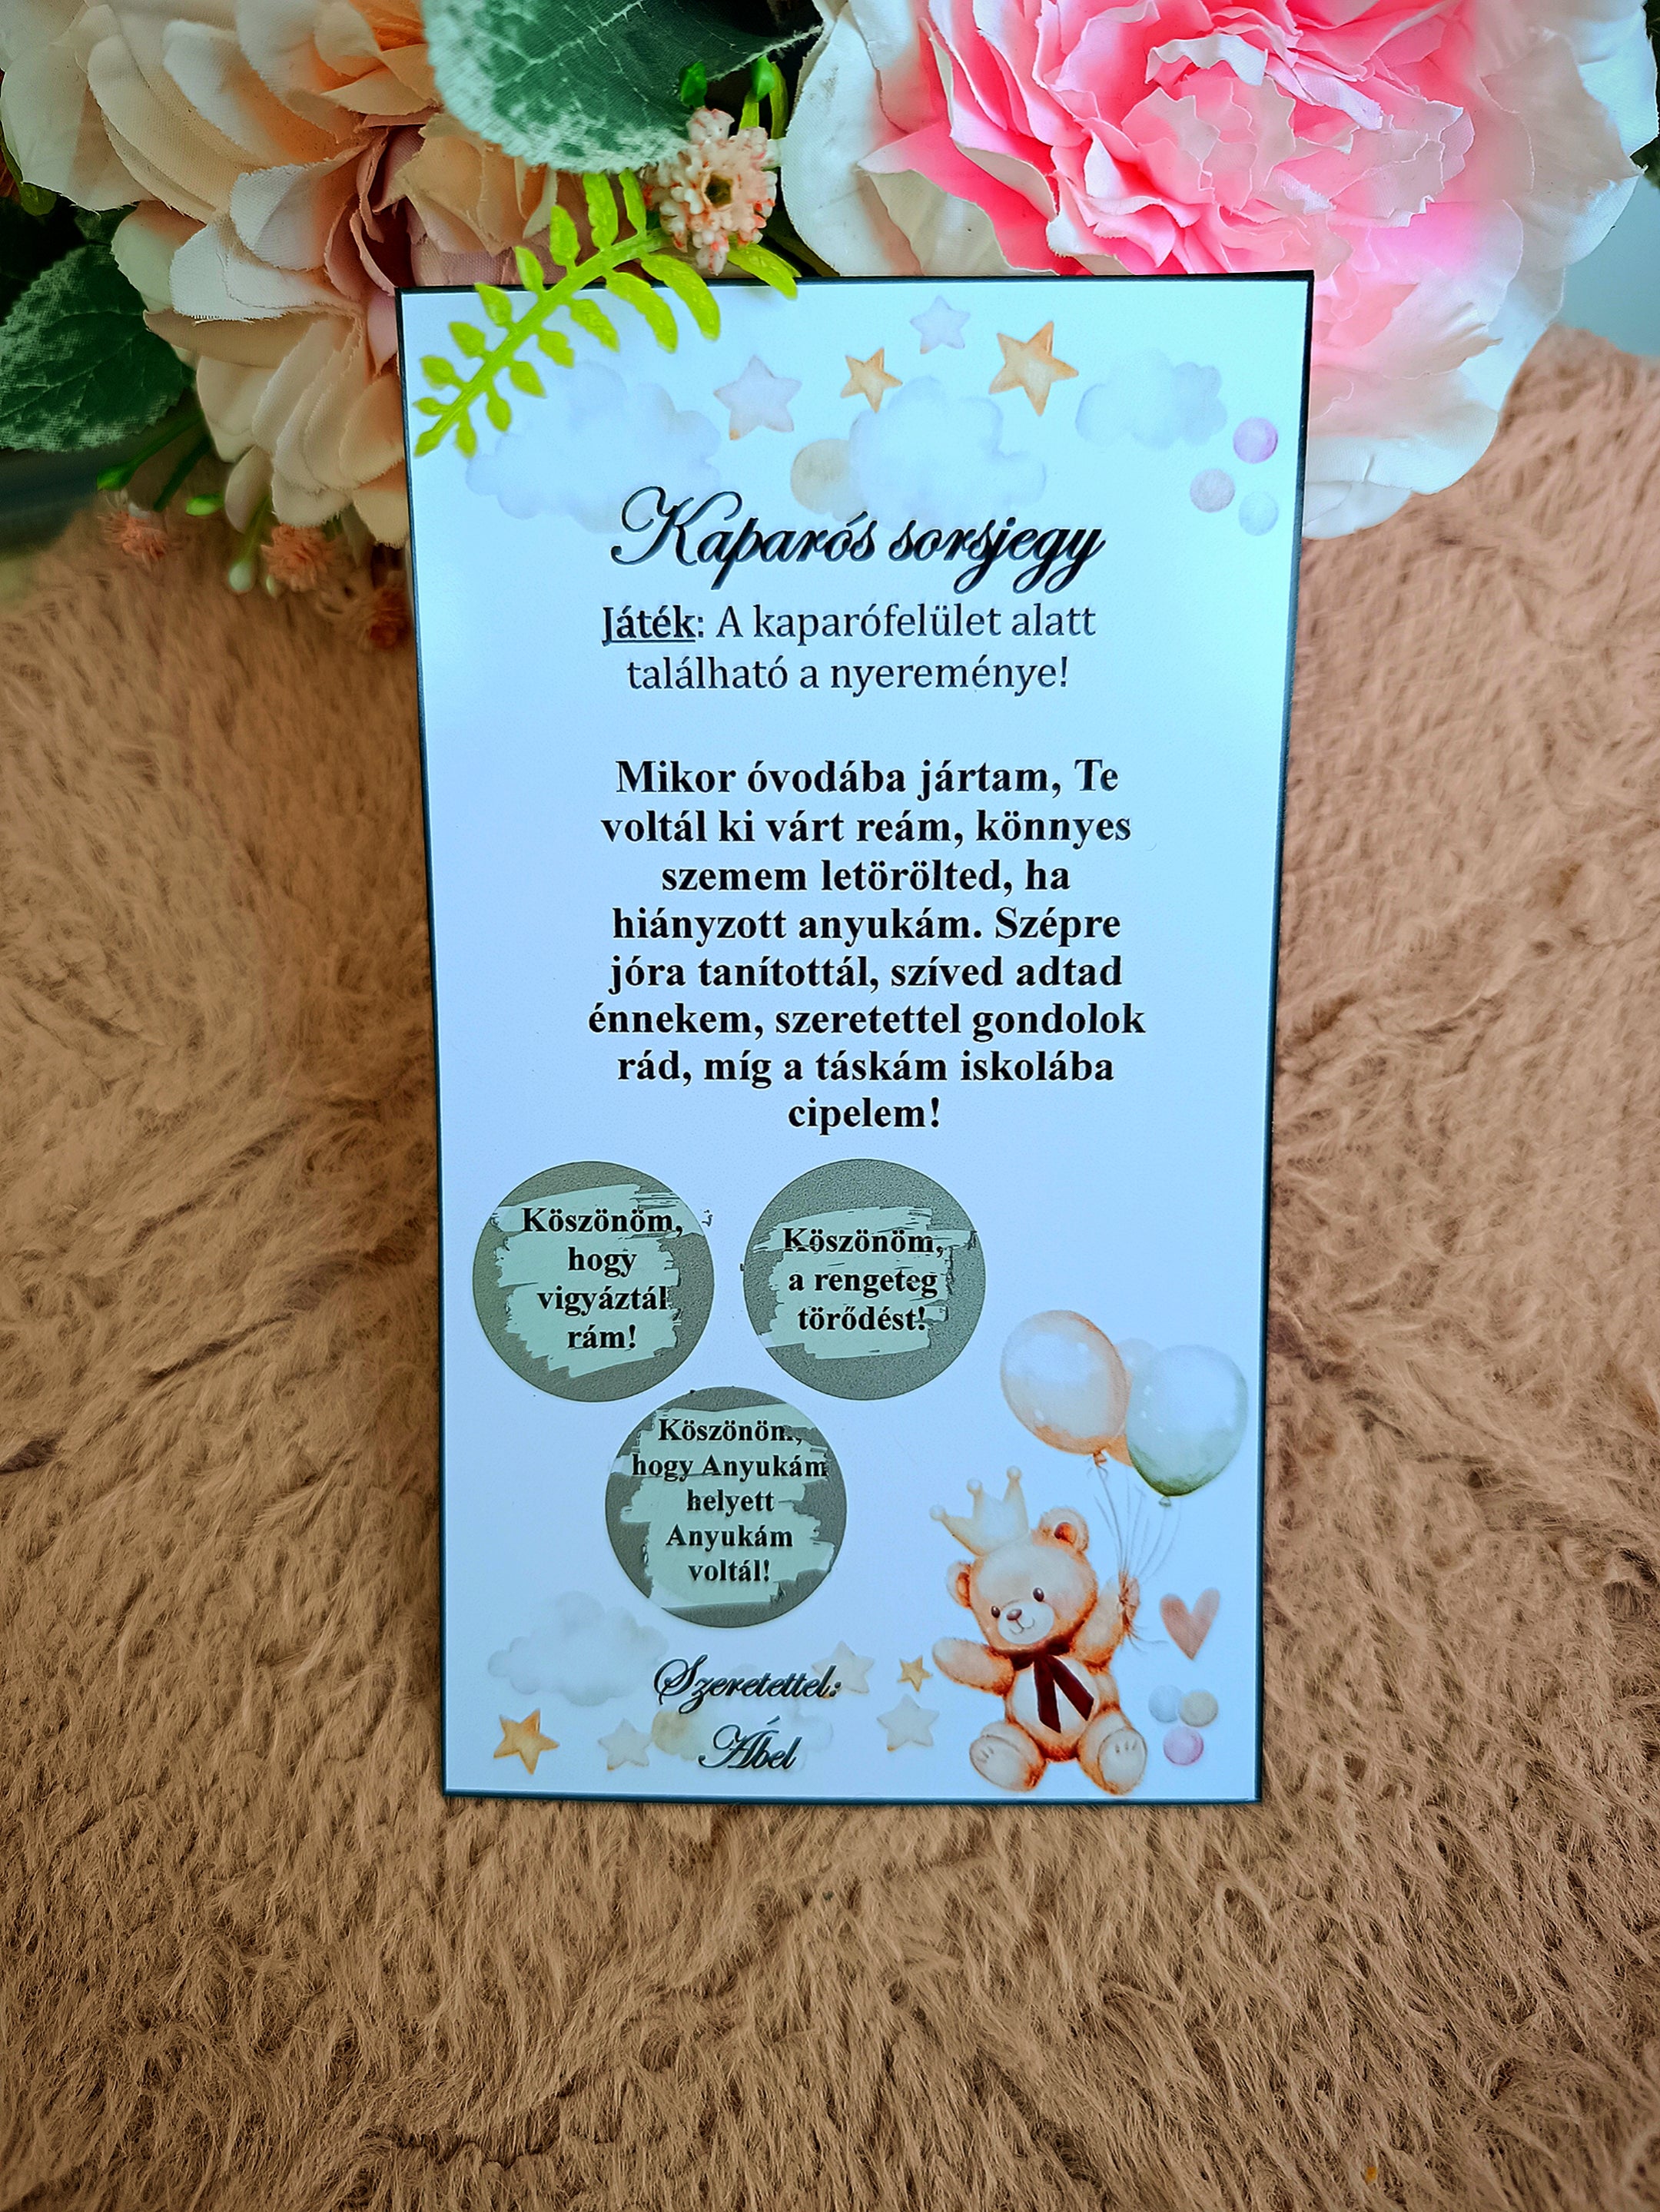 Kaparós sorsjegy
Játék: A kaparófelület alatt
található a nyereménye!
Mikor óvodába jártam, Te
voltál ki várt reám, könnyes
szemem letörölted, ha
hiányzott anyukám. Szépre
jóra tanítottál, szíved adtad
énnekem, szeretettel gondolok
rád, míg a táskám iskolába
cipelem!
Köszönöm,
hogy
vigyáztál
rám!
Köszönöm,
a rengeteg
törődést!
Köszönöm,
hogy Anyukám
helyett
Anyukám
voltál!
Szeretettel:
Ábel